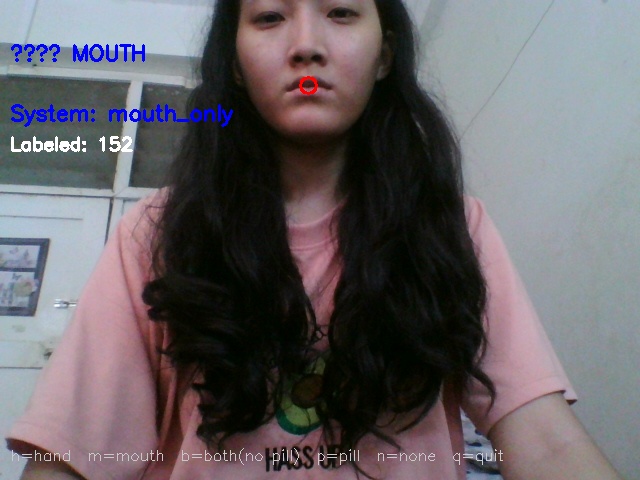 ???? MOUTH
System: mouth_only
Labeled: 152
h=hand m=mouth b=both(no pill) p=pill n=none q=quit